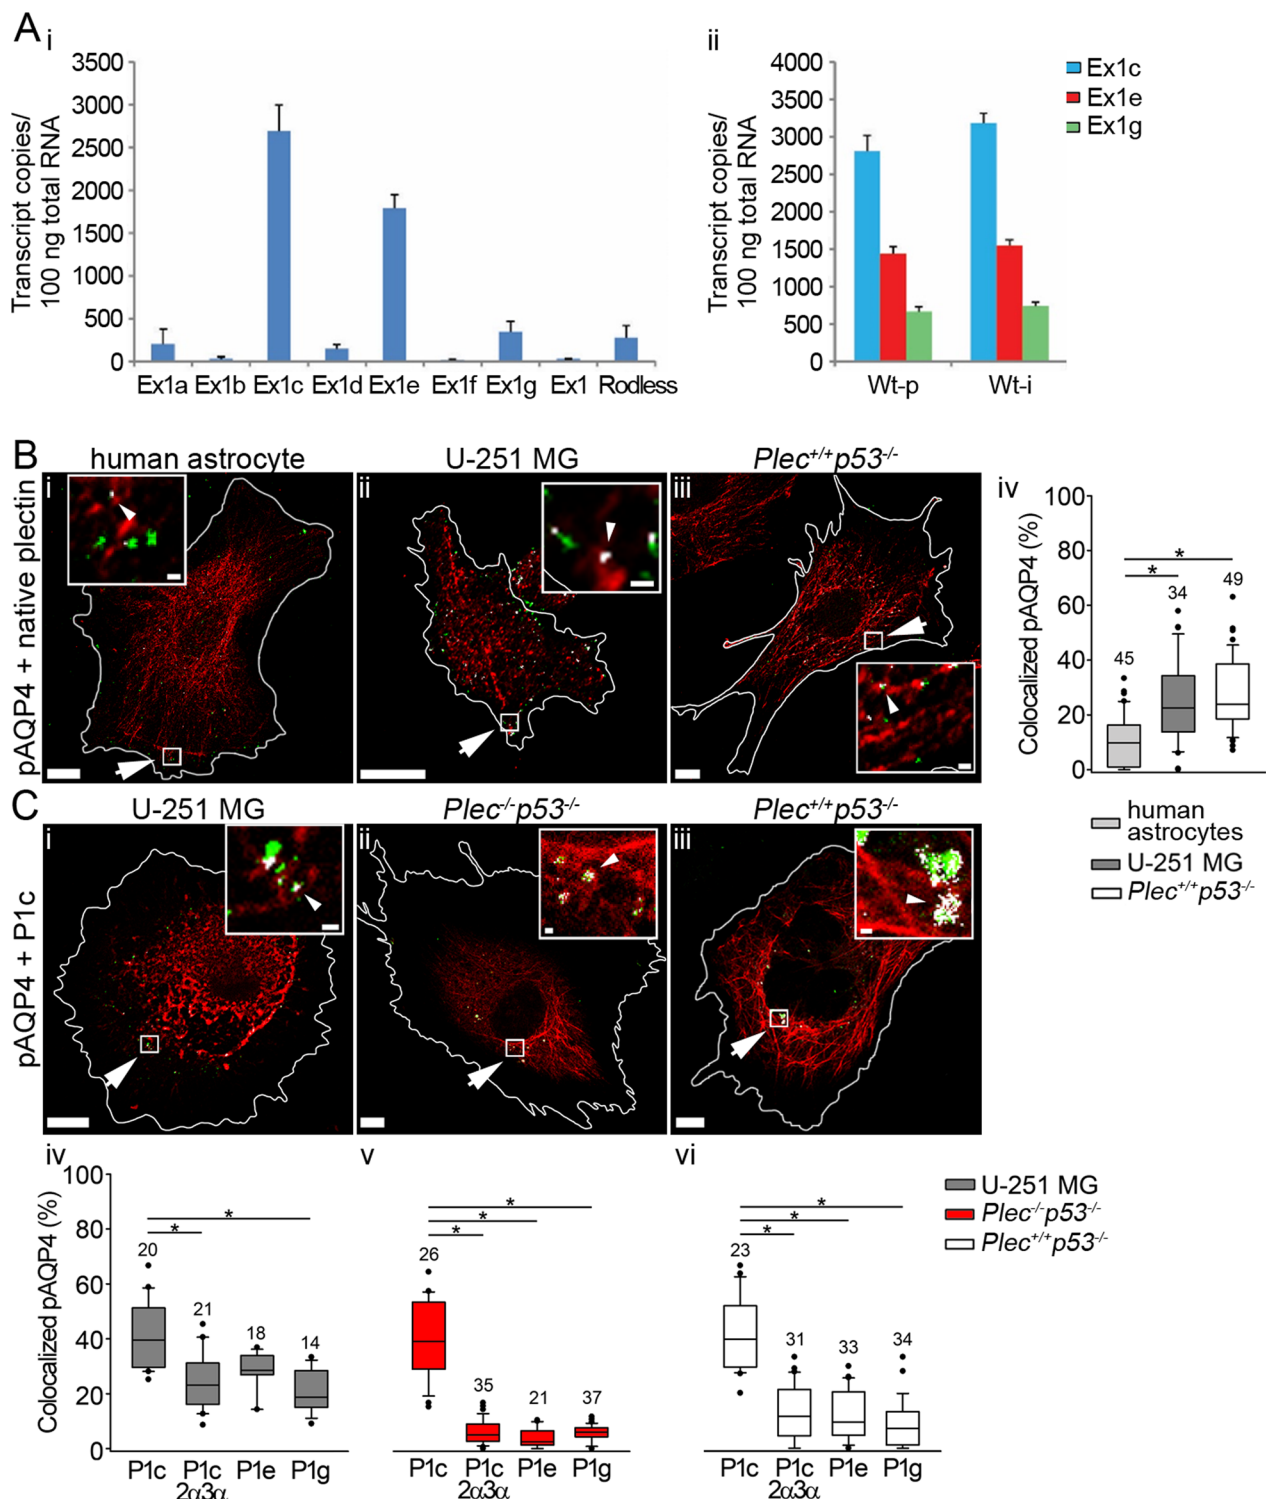 A
i
3500
3000
2500
2000
1500
1000
500
0
Transcript copies/
100 ng total RNA
Ex1a Ex1b Ex1c Ex1d Ex1e Ex1f Ex1g Ex1 Rodless
ii
4000
3500
3000
2500
2000
1500
1000
500
0
Transcript copies/
100 ng total RNA
Wt-p Wt-i
Ex1c
Ex1e
Ex1g
B
pAQP4 + native plectin
human astrocyte
i
U-251 MG
ii
Plec+/+p53-/-
iii
iv
100
80
60
40
20
0
Colocalized pAQP4 (%)
*
*
45
34
49
human
astrocytes
U-251 MG
Plec+/+p53-/-
C
pAQP4 + P1c
U-251 MG
i
Plec-/-p53-/-
ii
Plec+/+p53-/-
iii
iv
100
80
60
40
20
0
Colocalized pAQP4 (%)
*
*
20
21
18
14
P1c P1c P1e P1g
2α3α
v
*
*
*
26
35
21
37
P1c P1c P1e P1g
2α3α
vi
*
*
*
23
31
33
34
P1c P1c P1e P1g
2α3α
U-251 MG
Plec-/-p53-/-
Plec+/+p53-/-